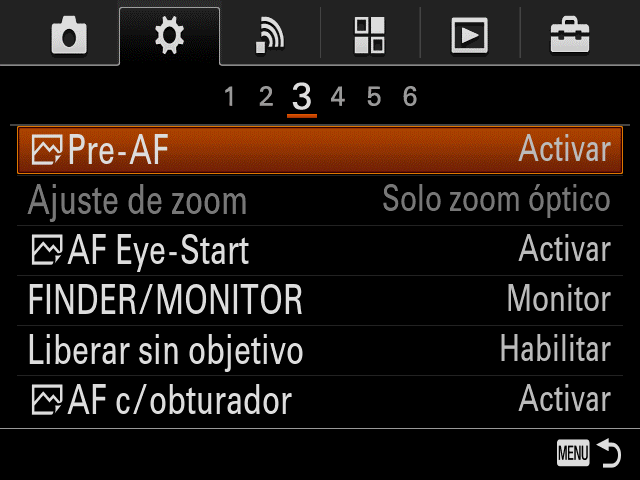 1 2 3 4 5 6
Pre-AF Activar
Ajuste de zoom Solo zoom óptico
AF Eye-Start Activar
FINDER/MONITOR Monitor
Liberar sin objetivo Habilitar
AF c/obturador Activar
MENU